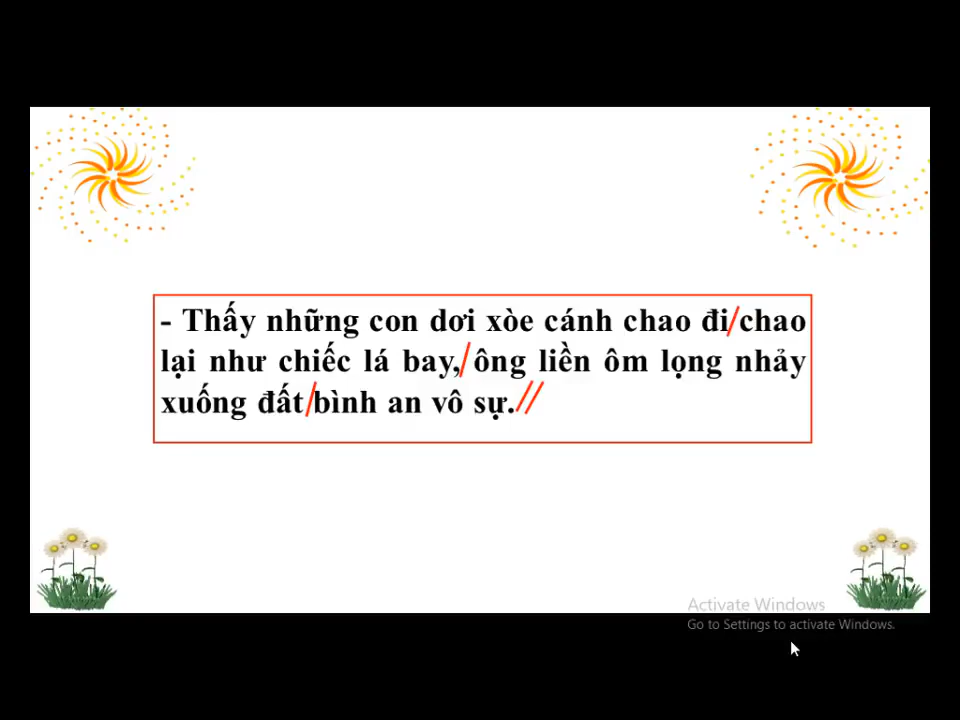 - Thấy những con dơi xòe cánh chao đi/chao
lại như chiếc lá bay,/ông liền ôm lọng nhảy
xuống đất/bình an vô sự.//
Activate Windows
Go to Settings to activate Windows.